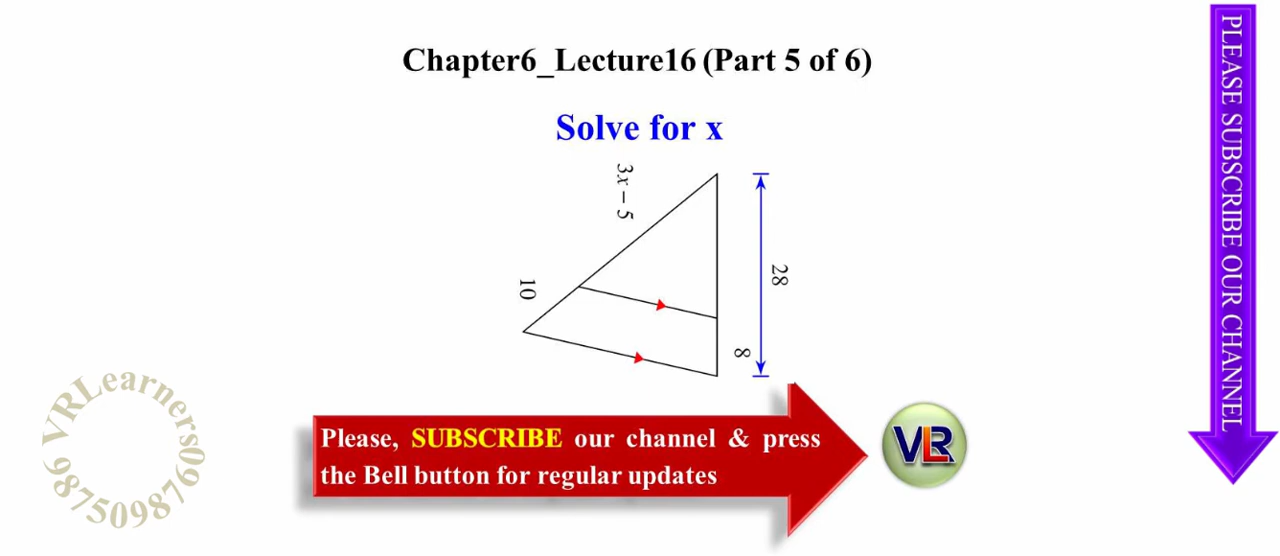 Chapter6_Lecture16 (Part 5 of 6)
Solve for x
3x – 5
28
10
8
Please, SUBSCRIBE our channel & press
the Bell button for regular updates
VLR
PLEASE SUBSCRIBE OUR CHANNEL
VRLearners09
9875098760